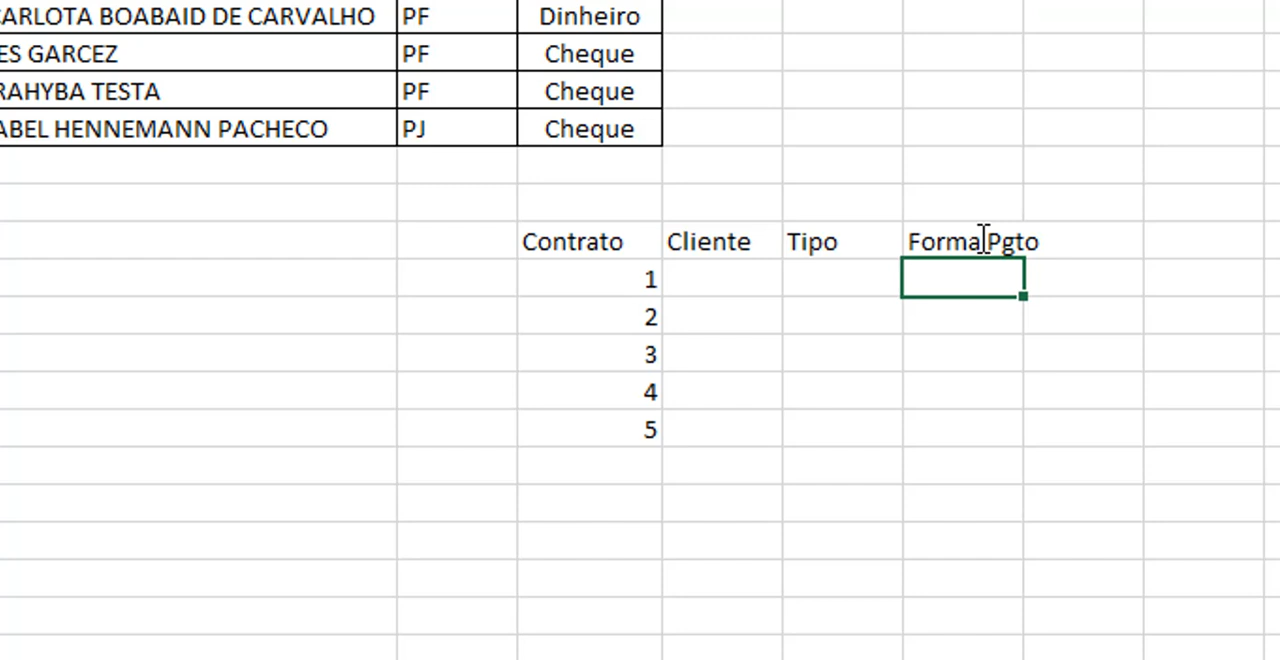 CARLOTA BOABAID DE CARVALHO PF Dinheiro
ES GARCEZ PF Cheque
RAHYBA TESTA PF Cheque
ABEL HENNEMANN PACHECO PJ Cheque
Contrato Cliente Tipo Forma Pgto
1
2
3
4
5